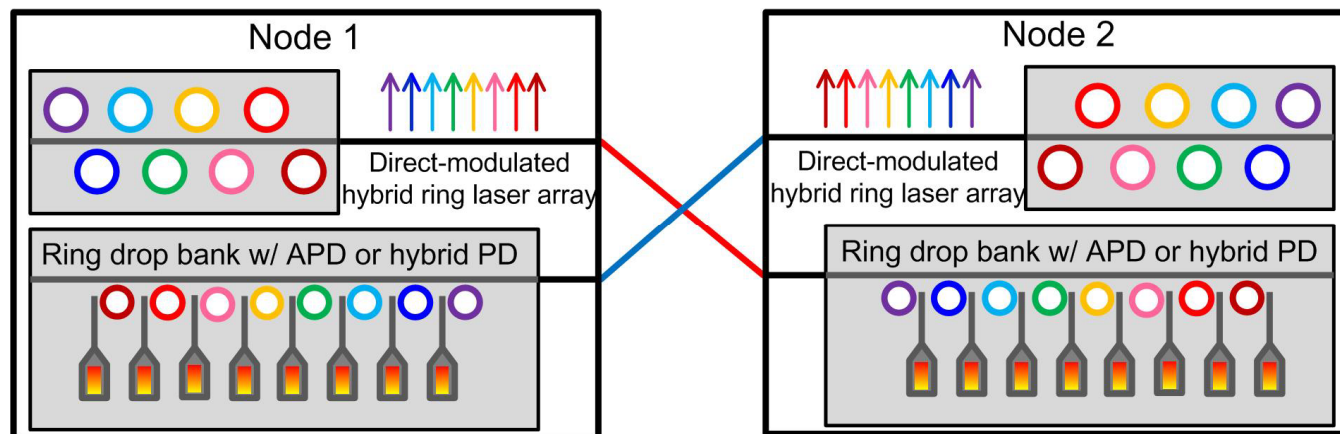 Node 1
Direct-modulated
hybrid ring laser array
Ring drop bank w/ APD or hybrid PD
Node 2
Direct-modulated
hybrid ring laser array
Ring drop bank w/ APD or hybrid PD